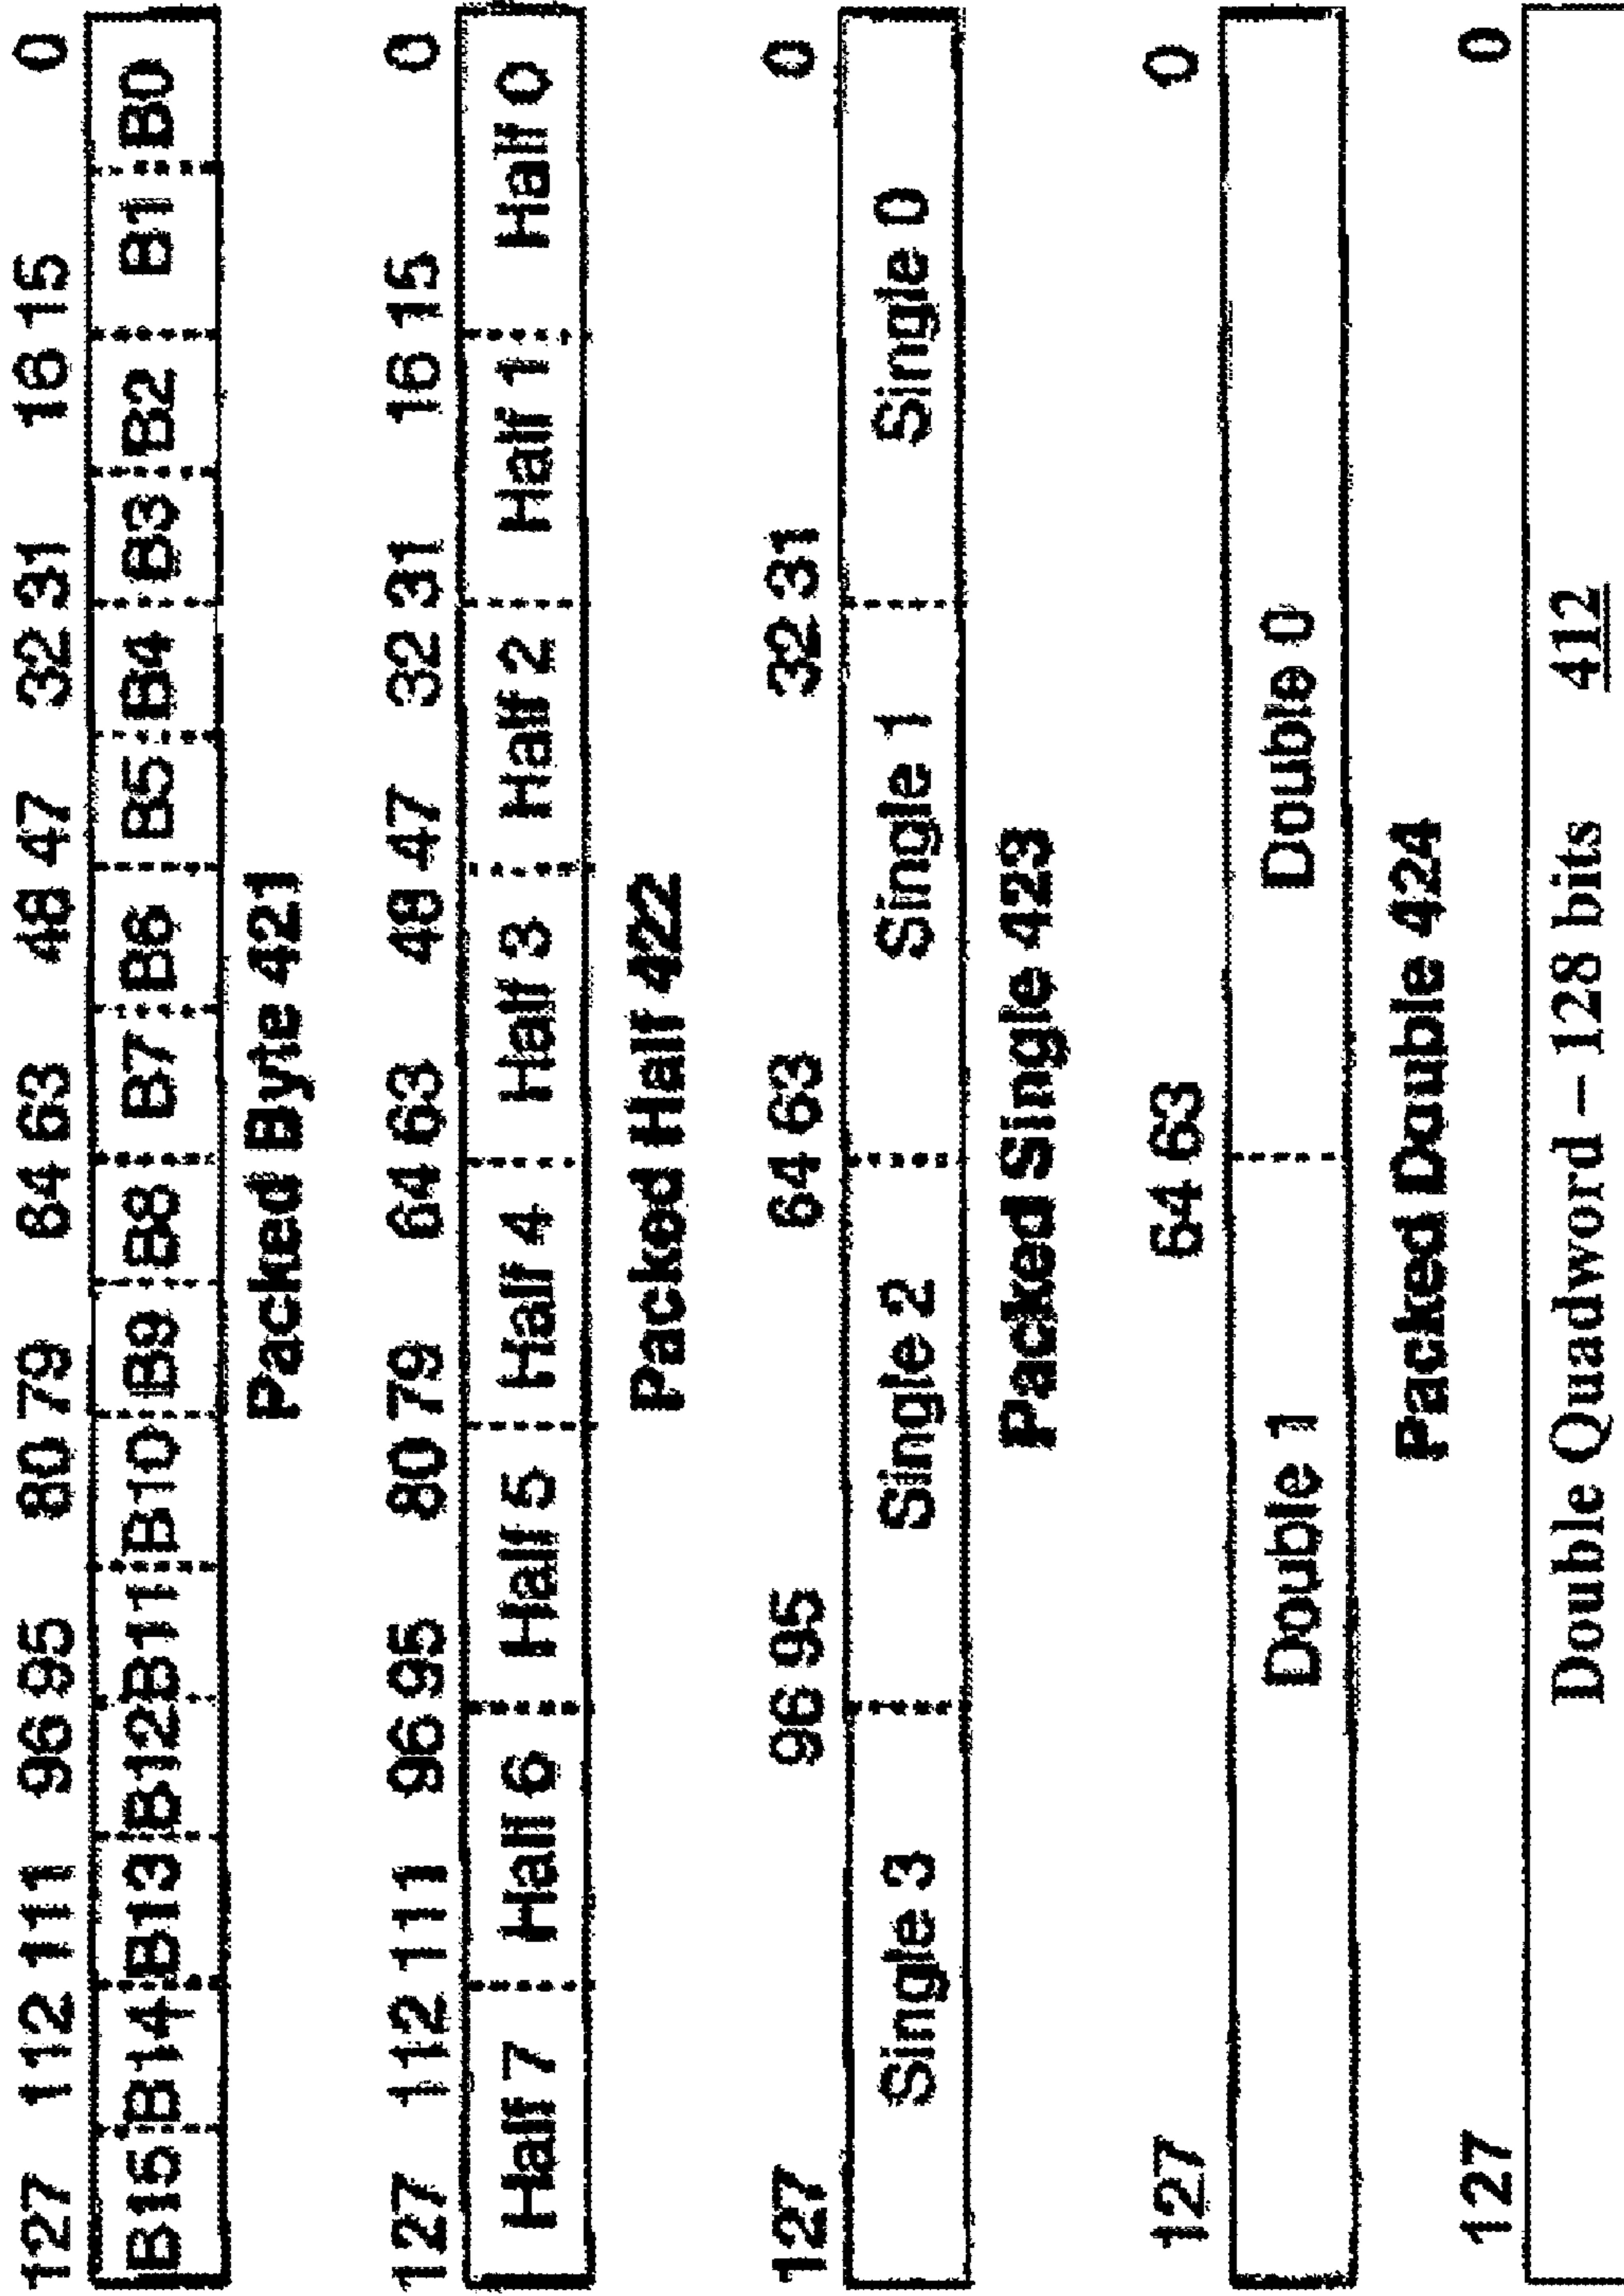 127 112 111 96 95 80 79 84 63 48 47 32 31 16 15 0
B15 B14 B13 B12 B11 B10 B9 B8 B7 B6 B5 B4 B3 B2 B1 B0
Packed Byte 421
127 112 111 96 95 80 79 64 63 48 47 32 31 16 15 0
Half 7 Half 6 Half 5 Half 4 Half 3 Half 2 Half 1 Half 0
Packed Half 422
127 96 95 64 63 32 31 0
Single 3 Single 2 Single 1 Single 0
Packed Single 423
127 64 63 0
Double 1 Double 0
Packed Double 424
127 0
Double Quadword – 128 bits 412